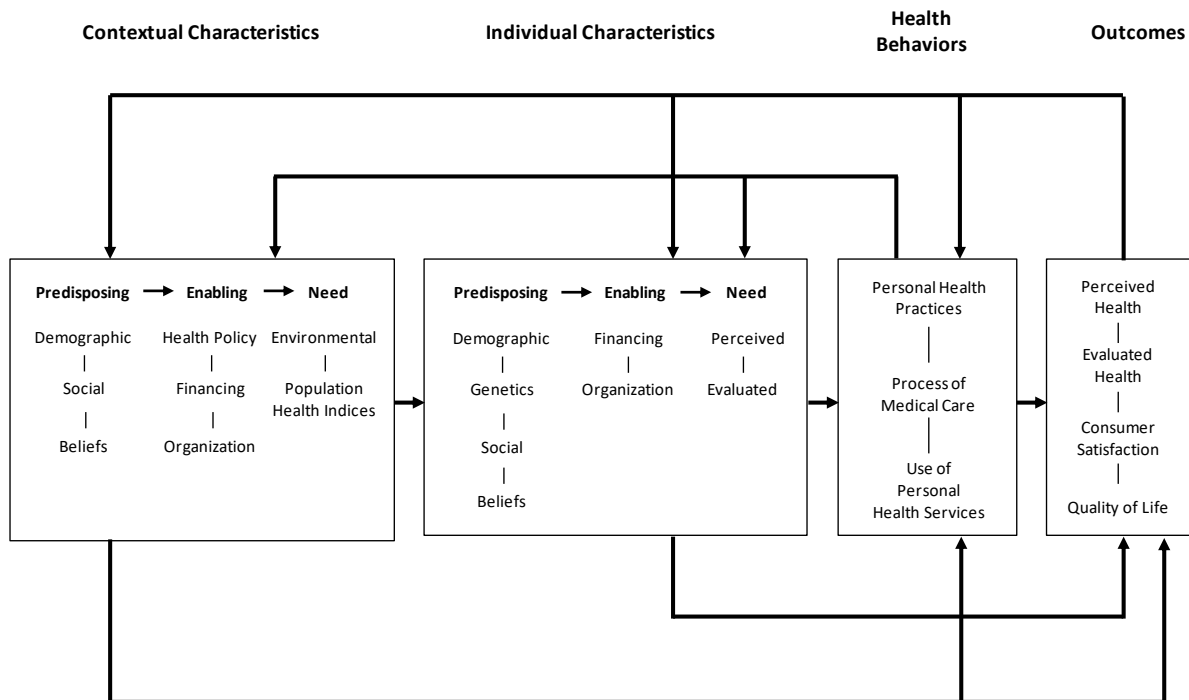 Contextual Characteristics
Individual Characteristics
Health
Behaviors
Outcomes
Predisposing
Enabling
Need
Demographic
Social
Beliefs
Health Policy
Financing
Organization
Environmental
Population
Health Indices
Predisposing
Enabling
Need
Demographic
Genetics
Social
Beliefs
Financing
Organization
Perceived
Evaluated
Personal Health
Practices
Process of
Medical Care
Use of
Personal
Health Services
Perceived
Health
Evaluated
Health
Consumer
Satisfaction
Quality of Life